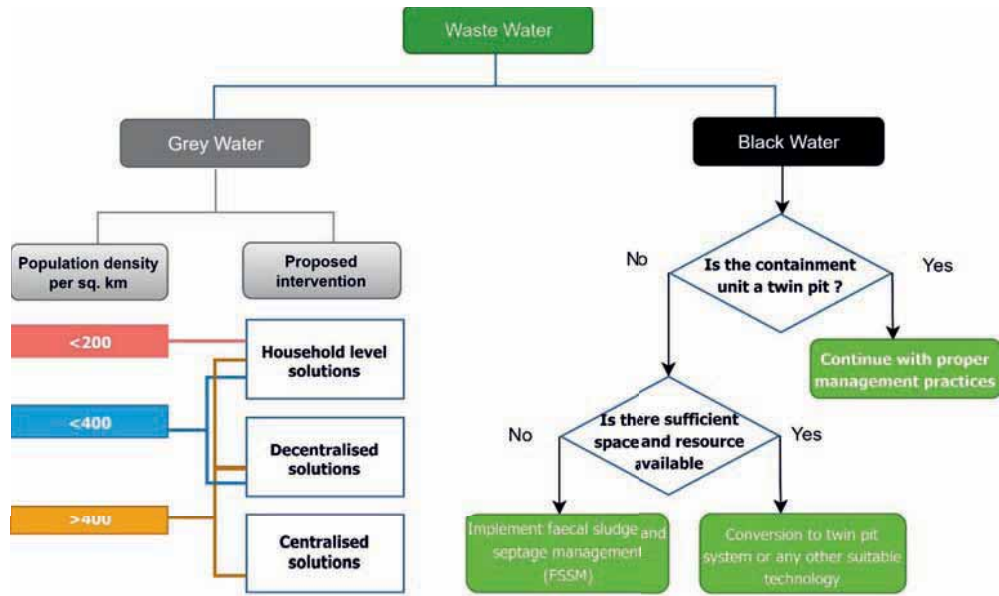 Waste Water
Grey Water
Black Water
Population density
per sq. km
Proposed
intervention
<200
<400
>400
Household level
solutions
Decentralised
solutions
Centralised
solutions
Is the containment
unit a twin pit ?
No
Yes
Continue with proper
management practices
Is there sufficient
space and resource
available
No
Yes
Implement faecal sludge and
septage management
(FSSM)
Conversion to twin pit
system or any other suitable
technology